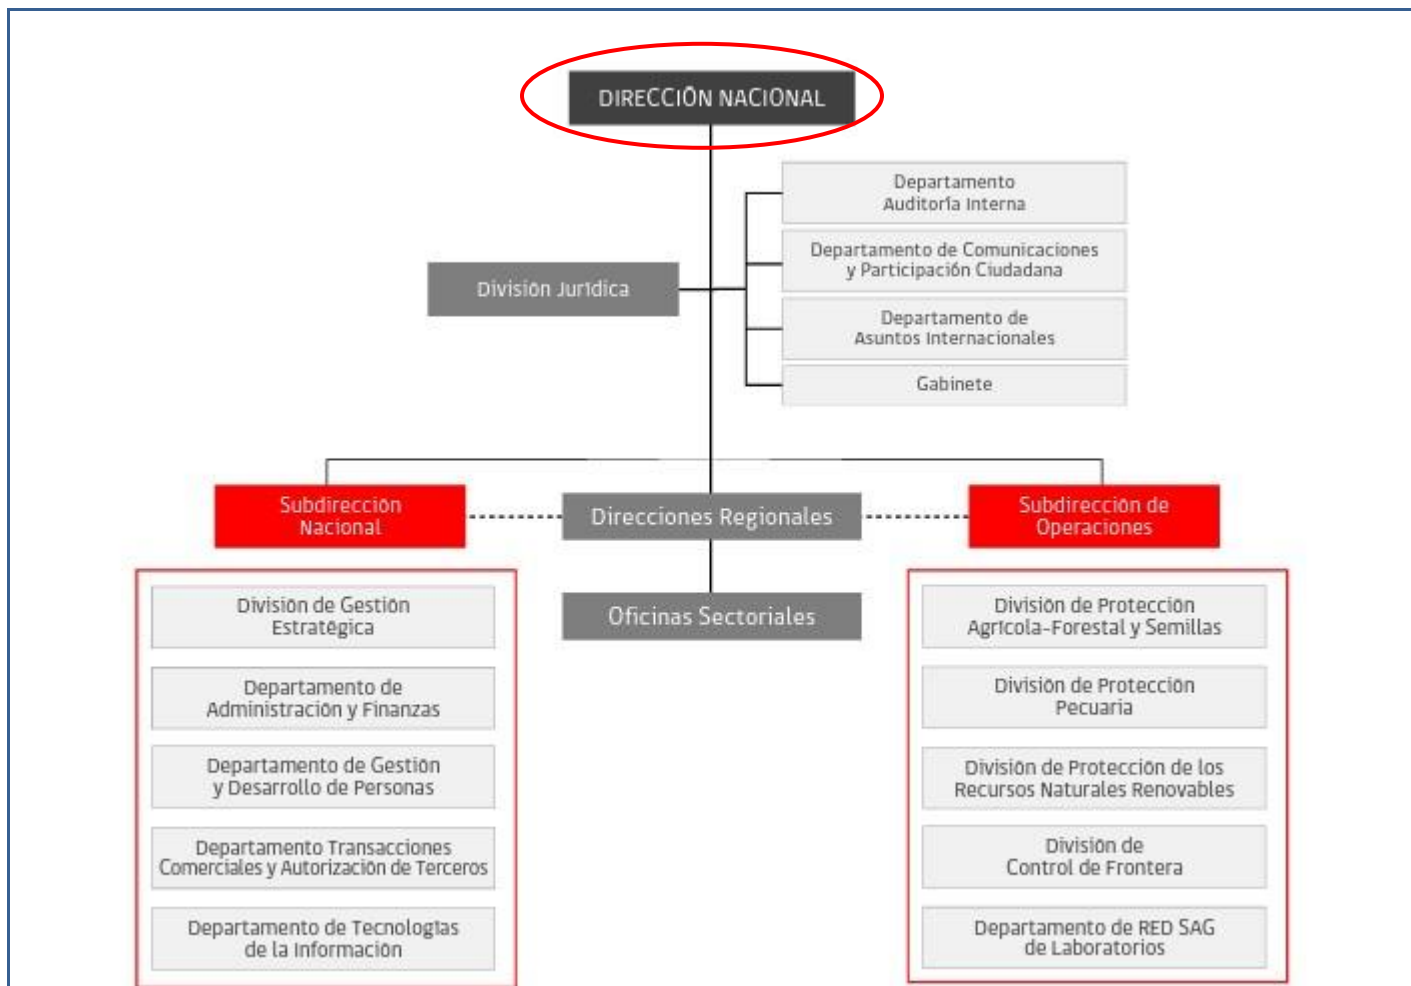 DIRECCIÓN NACIONAL
Departamento
Auditoría Interna
Departamento de Comunicaciones
y Participación Ciudadana
División Jurídica
Departamento de
Asuntos Internacionales
Gabinete
Subdirección
Nacional
Direcciones Regionales
Subdirección de
Operaciones
Oficinas Sectoriales
División de Gestión
Estratégica
Departamento de
Administración y Finanzas
Departamento de Gestión
y Desarrollo de Personas
Departamento Transacciones
Comerciales y Autorización de Terceros
Departamento de Tecnologías
de la Información
División de Protección
Agrícola-Forestal y Semillas
División de Protección
Pecuaria
División de Protección de los
Recursos Naturales Renovables
División de
Control de Frontera
Departamento de RED SAG
de Laboratorios